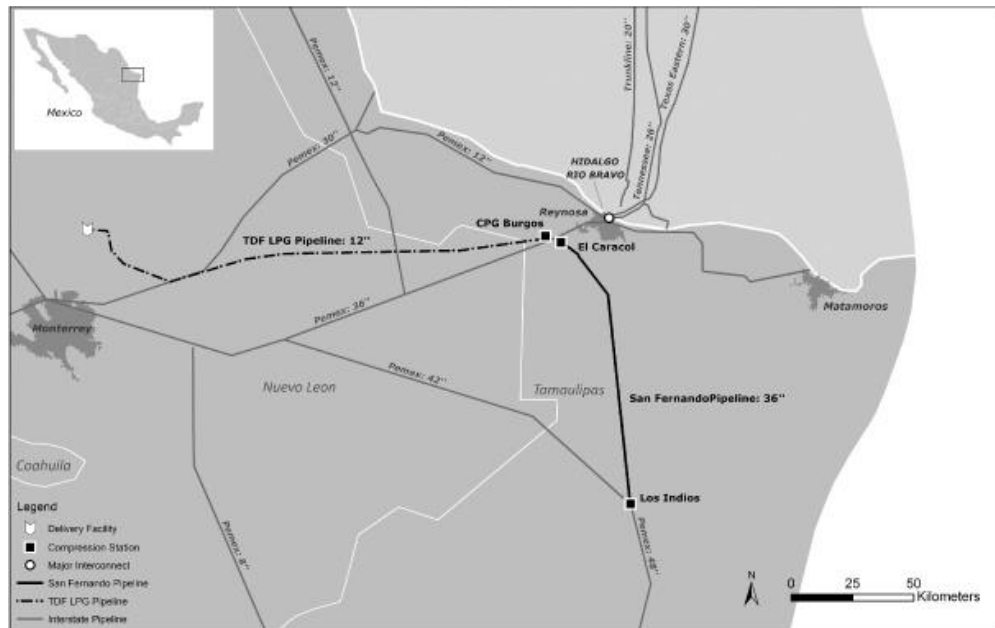 Mexico
Pemex: 12"
Trunkline: 20"
Texas Eastern: 30"
Tennessee: 26"
Pemex: 30"
Pemex: 12"
HIDALGO
RIO BRAVO
Reynosa
CPG Burgos
El Caracol
TDF LPG Pipeline: 12"
Matamoros
Pemex: 36"
Monterrey
Nuevo Leon
Pemex: 42"
Tamaulipas
San FernandoPipeline: 36"
Coahuila
Los Indios
Pemex: 8"
Pemex: 48"
Legend
Delivery Facility
Compression Station
Major Interconnect
San Fernando Pipeline
TDF LPG Pipeline
Interstate Pipeline
N
0 25 50
Kilometers